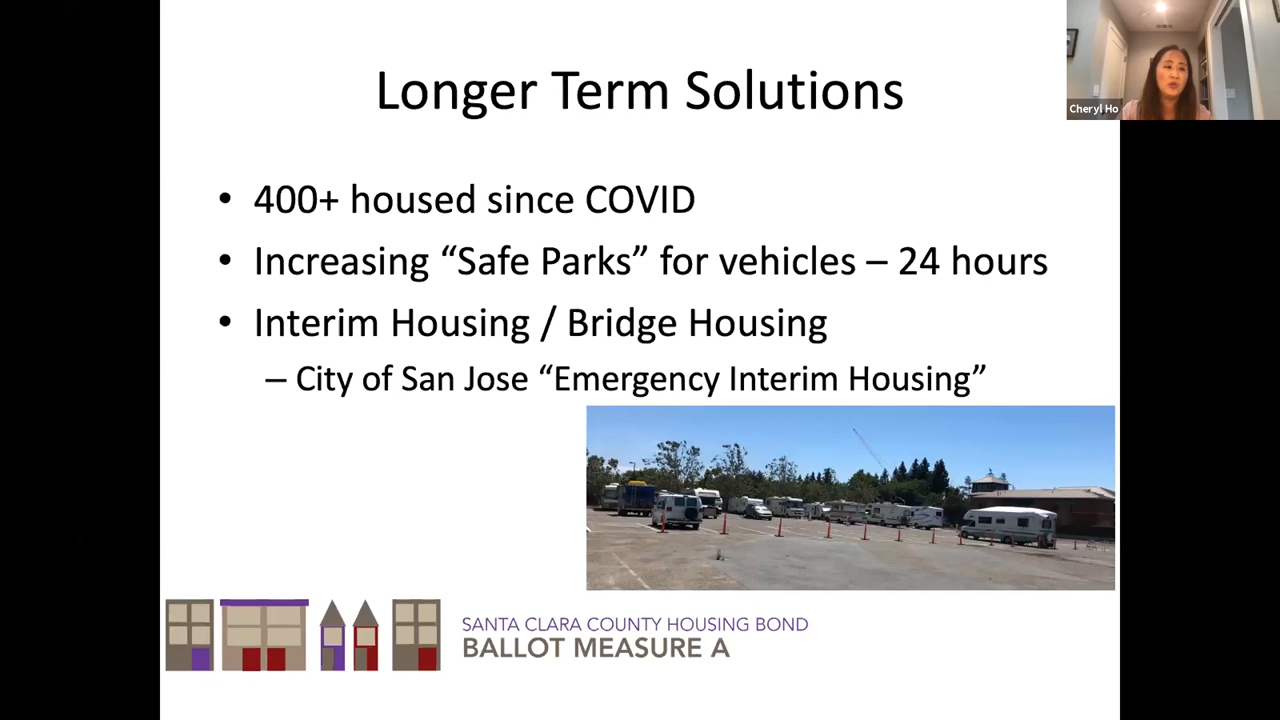 Longer Term Solutions
Cheryl Ho
• 400+ housed since COVID
• Increasing “Safe Parks” for vehicles – 24 hours
• Interim Housing / Bridge Housing
– City of San Jose “Emergency Interim Housing”
SANTA CLARA COUNTY HOUSING BOND
BALLOT MEASURE A